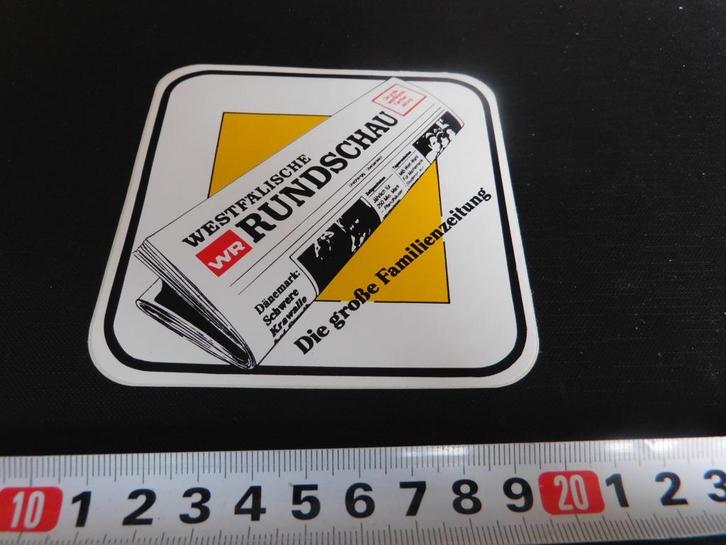 WESTFÄLISCHE
WR RUNDSCHAU
Dänemark:
Schwere
Krawalle
Die große Familienzeitung
10 1 2 3 4 5 6 7 8 9 20 1 2 3